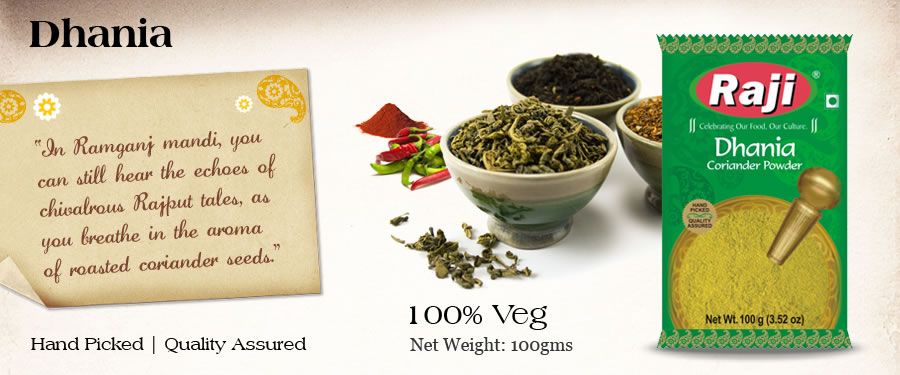 Dhania
“In Ramganj mandi, you
can still hear the echoes of
chivalrous Rajput tales, as
you breathe in the aroma
of roasted coriander seeds.”
Hand Picked | Quality Assured
100% Veg
Net Weight: 100gms
Raji®
Celebrating Our Food, Our Culture.
Dhania
Coriander Powder
HAND
PICKED
QUALITY
ASSURED
Net Wt. 100 g (3.52 oz)